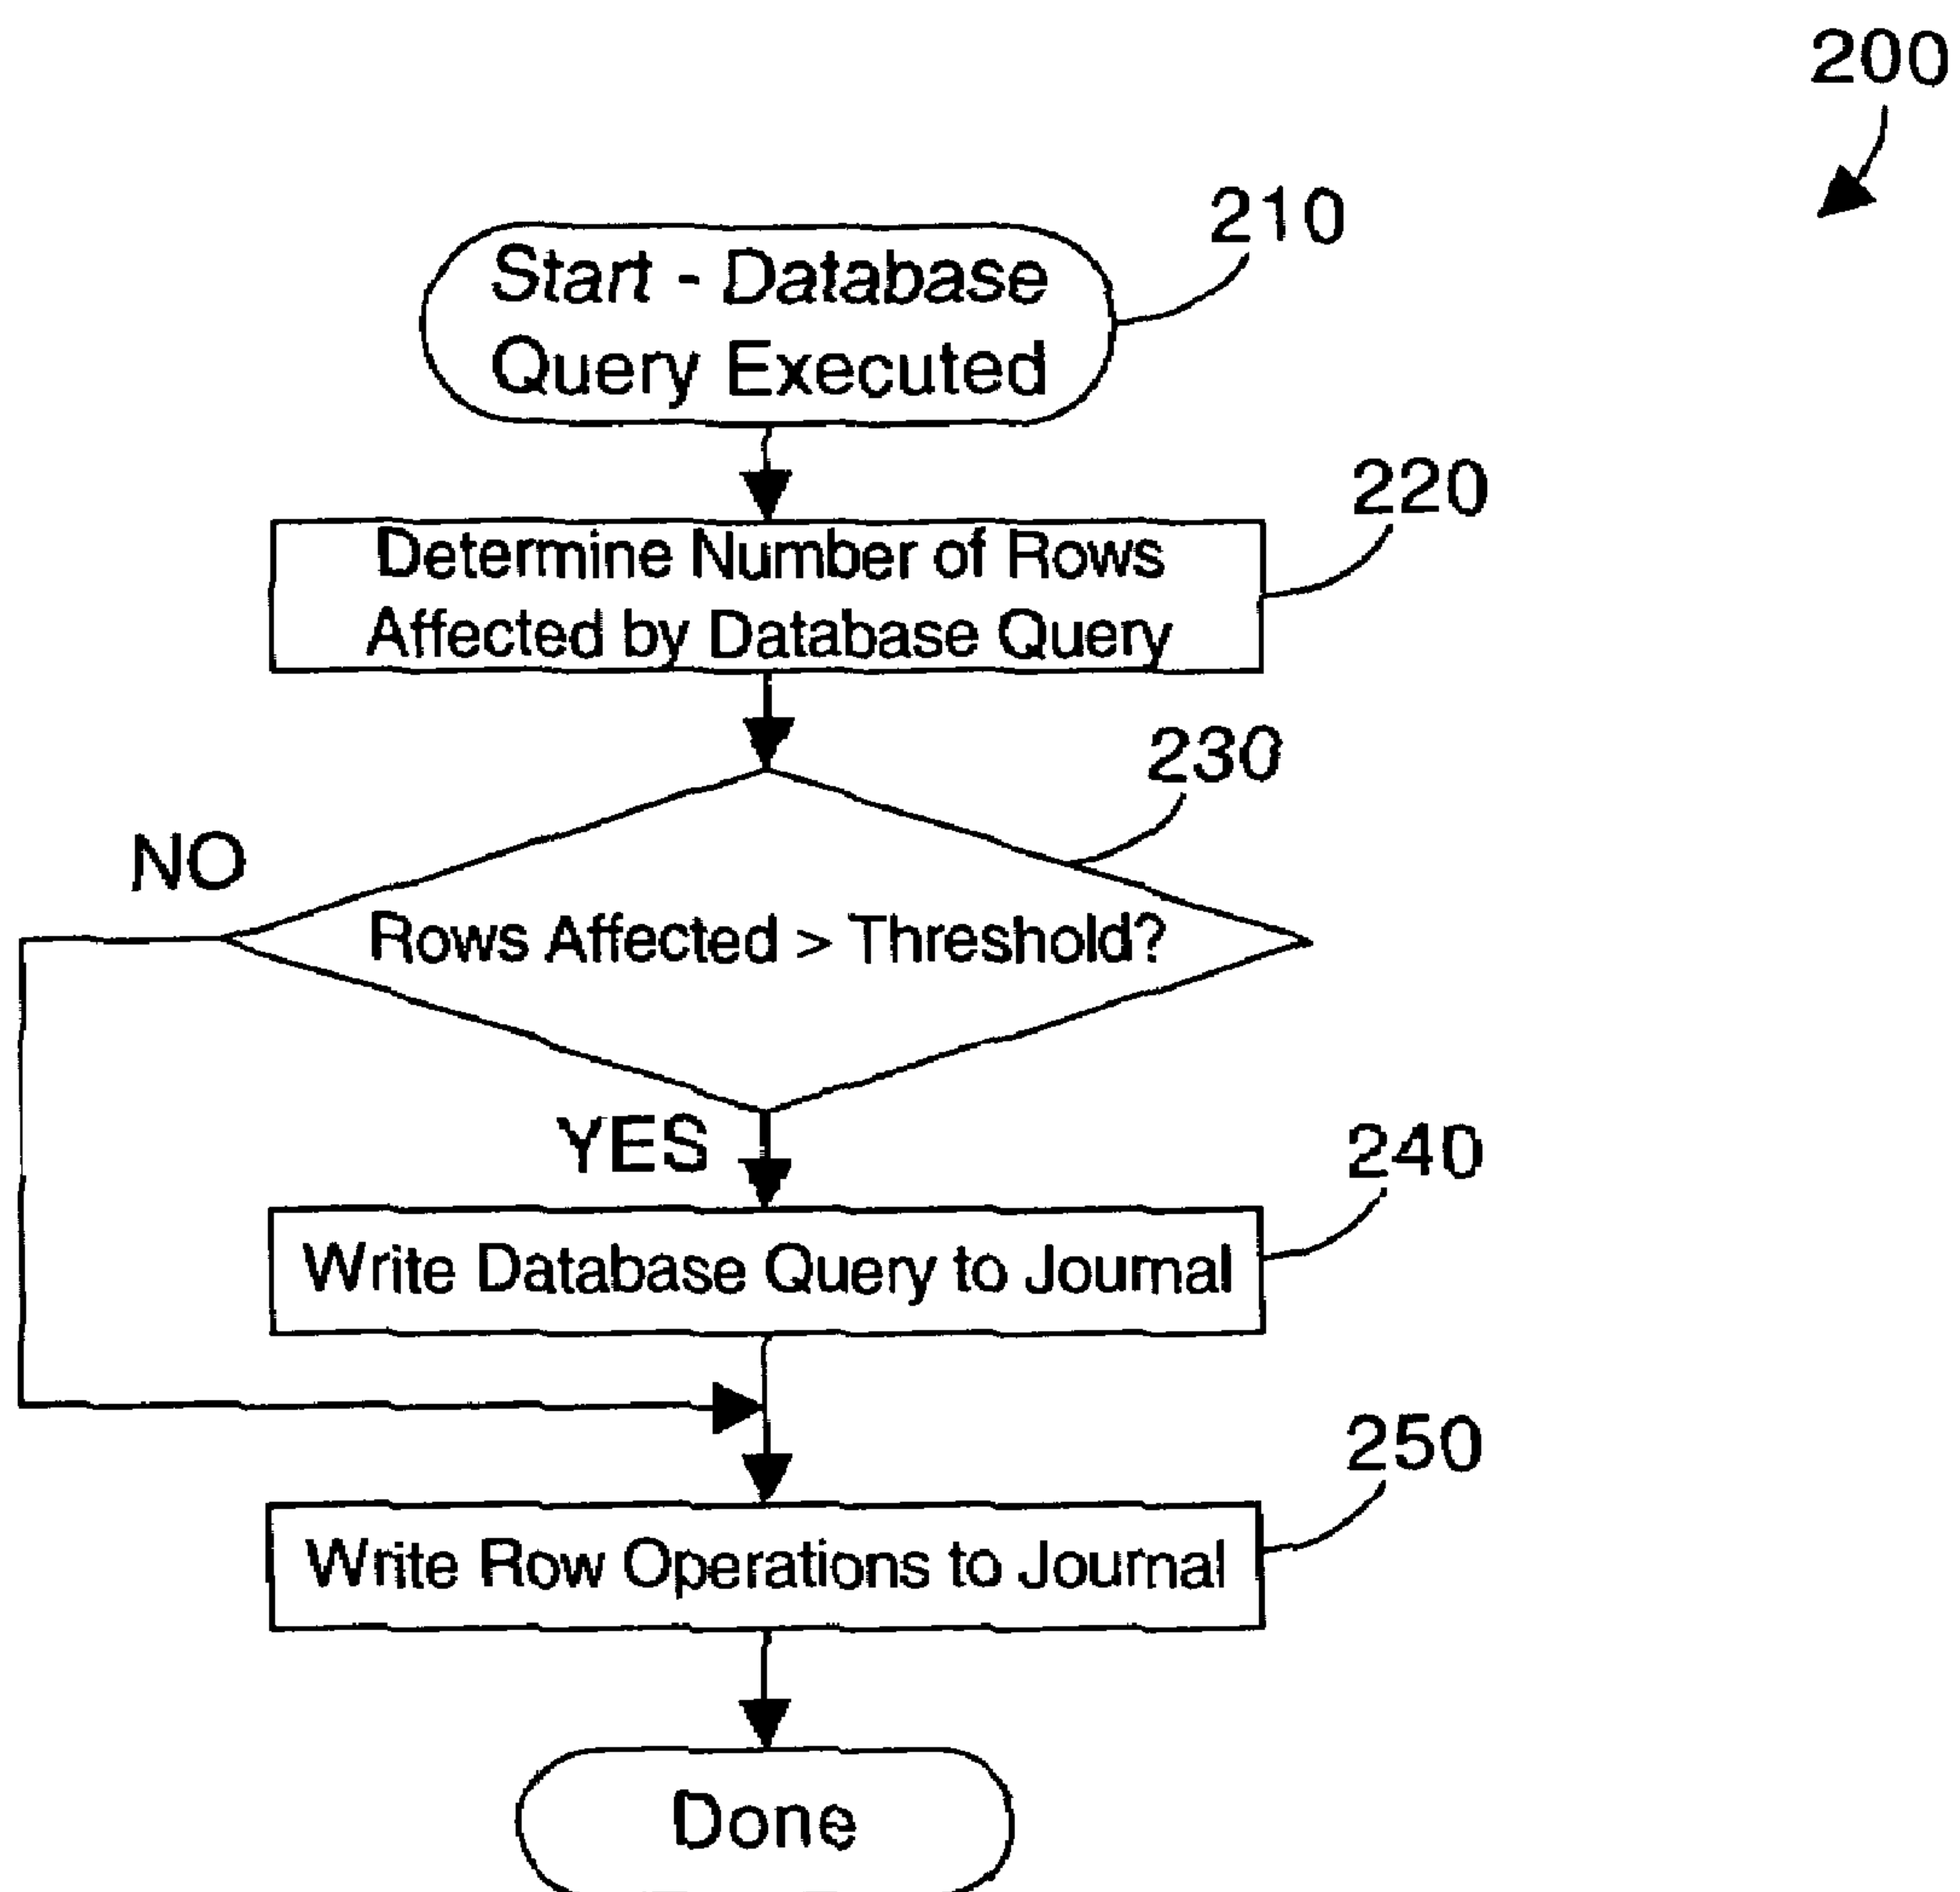 200
210
Start - Database
Query Executed
220
Determine Number of Rows
Affected by Database Query
230
NO
Rows Affected > Threshold?
YES
240
Write Database Query to Journal
250
Write Row Operations to Journal
Done